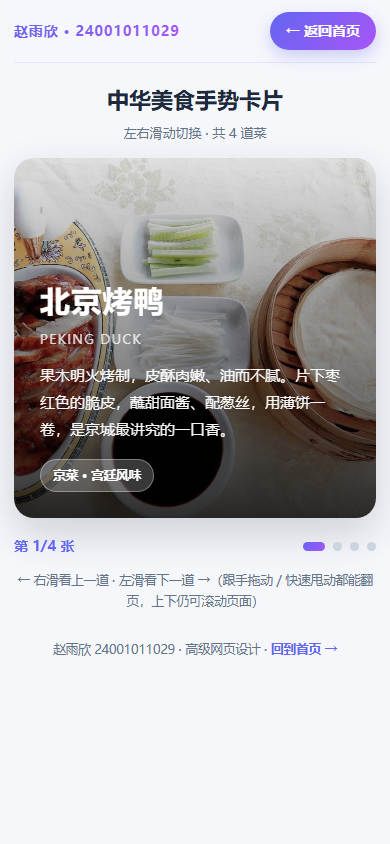 赵雨欣 • 24001011029
← 返回首页
中华美食手势卡片
左右滑动切换 · 共 4 道菜
北京烤鸭
PEKING DUCK
果木明火烤制，皮酥肉嫩、油而不腻。片下枣
红色的脆皮，蘸甜面酱、配葱丝，用薄饼一
卷，是京城最讲究的一口香。
京菜 • 宫廷风味
第 1/4 张
← 右滑看上一道 · 左滑看下一道 →（跟手拖动 / 快速甩动都能翻
页，上下仍可滚动页面）
赵雨欣 24001011029 · 高级网页设计 · 回到首页 →